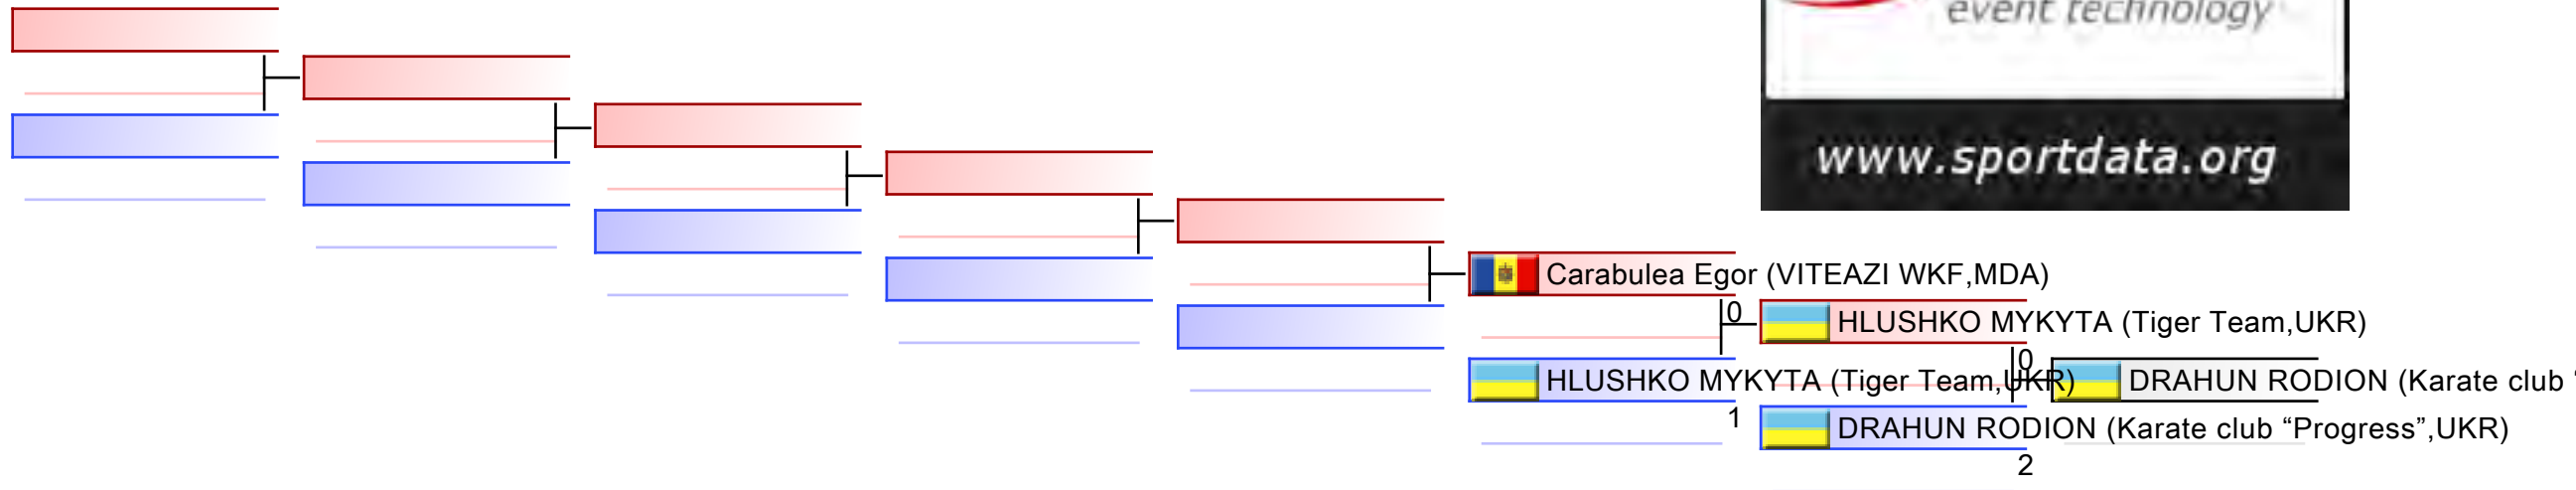 event technology
www.sportdata.org
Carabulea Egor (VITEAZI WKF,MDA)
0
HLUSHKO MYKYTA (Tiger Team,UKR)
0
HLUSHKO MYKYTA (Tiger Team,UKR)
DRAHUN RODION (Karate club “
1
DRAHUN RODION (Karate club “Progress”,UKR)
2